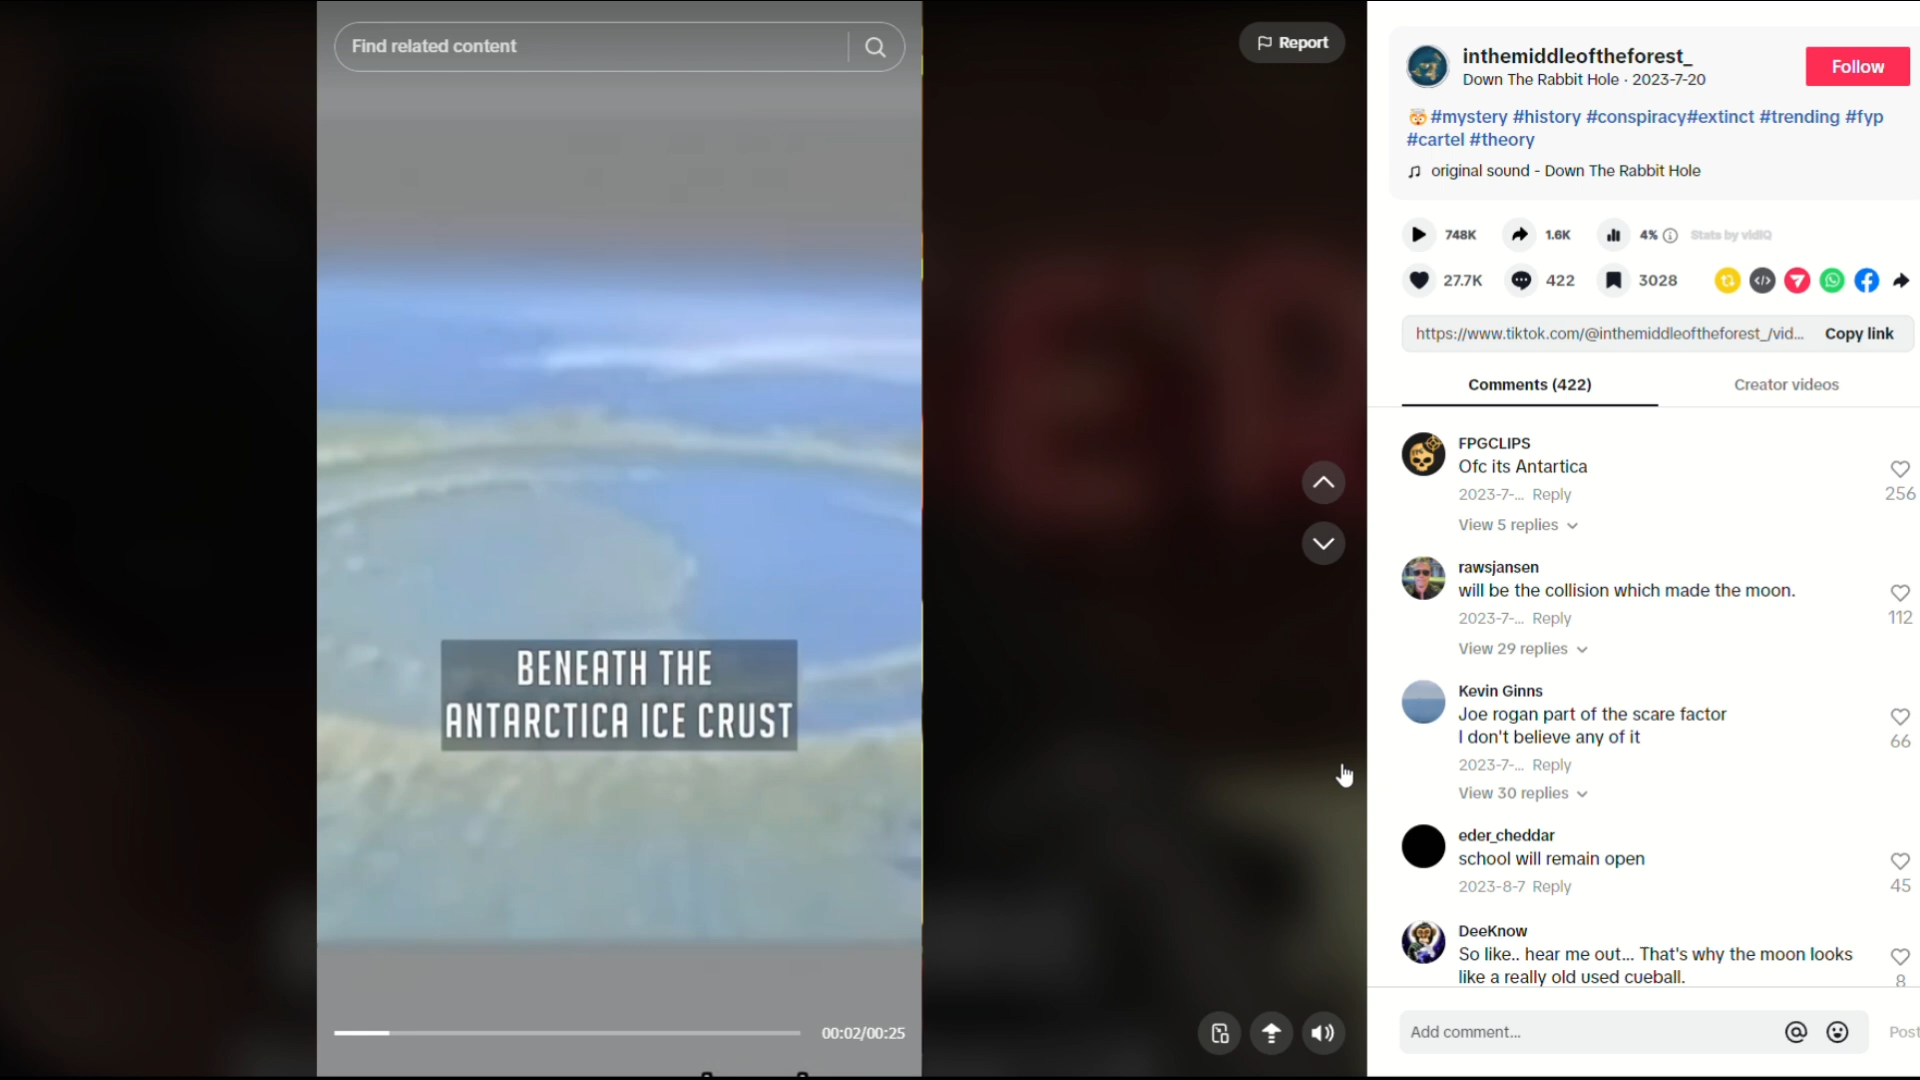 Find related content
Report
BENEATH THE
ANTARCTICA ICE CRUST
00:02/00:25
inthemiddleoftheforest_
Down The Rabbit Hole · 2023-7-20
Follow
🤯 #mystery #history #conspiracy#extinct #trending #fyp
#cartel #theory
original sound - Down The Rabbit Hole
748K
1.6K
4%
Stats by vidIQ
27.7K
422
3028
https://www.tiktok.com/@inthemiddleoftheforest_/vid...
Copy link
Comments (422)
Creator videos
FPGCLIPS
Ofc its Antartica
2023-7-... Reply
256
View 5 replies
rawsjansen
will be the collision which made the moon.
2023-7-... Reply
112
View 29 replies
Kevin Ginns
Joe rogan part of the scare factor
I don't believe any of it
2023-7-... Reply
66
View 30 replies
eder_cheddar
school will remain open
2023-8-7 Reply
45
DeeKnow
So like.. hear me out... That's why the moon looks
like a really old used cueball.
8
Add comment...
Post